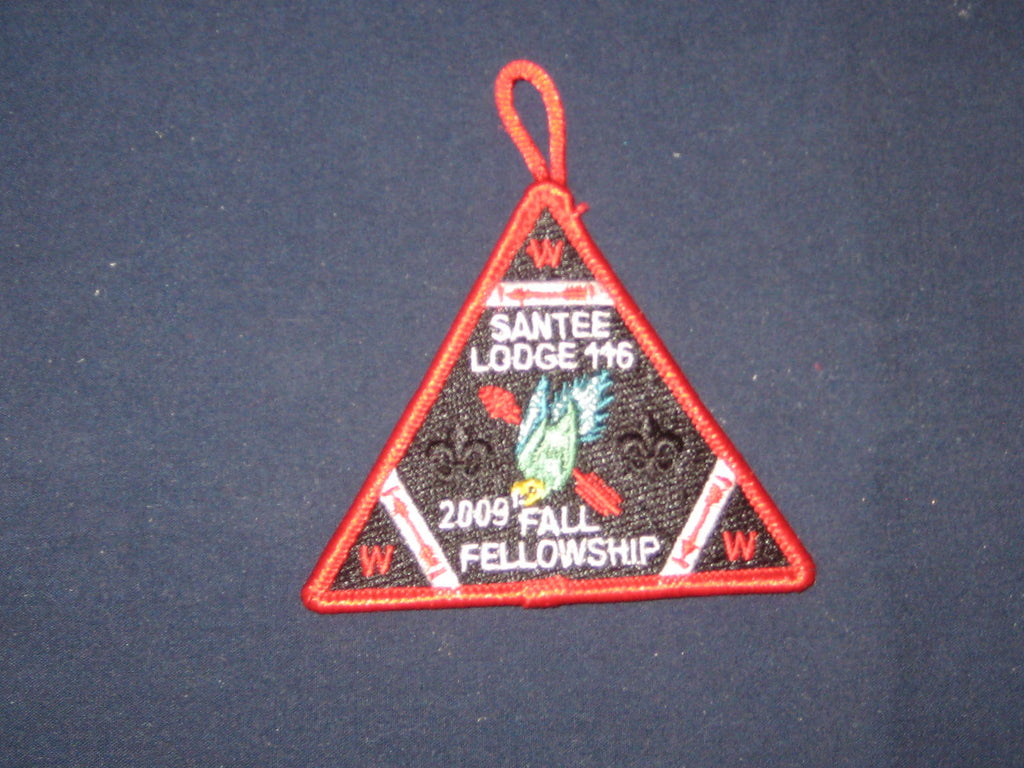 W
SANTEE
LODGE 116
2009 FALL
FELLOWSHIP
W W